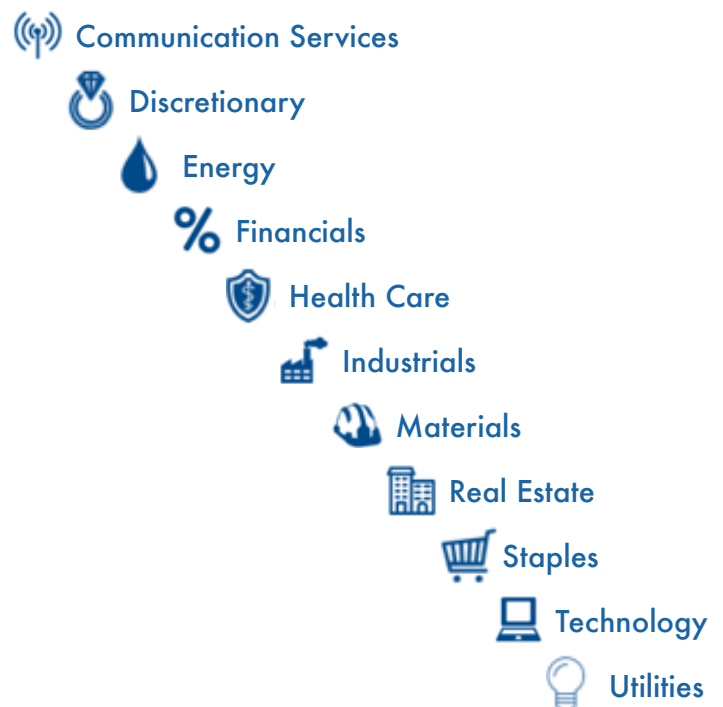 Communication Services
Discretionary
Energy
% Financials
Health Care
Industrials
Materials
Real Estate
Staples
Technology
Utilities